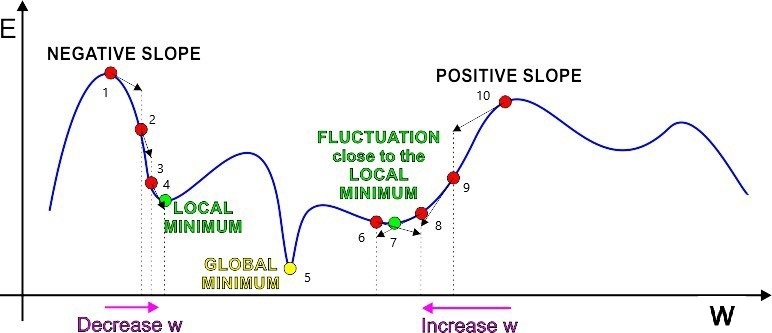 E
NEGATIVE SLOPE
POSITIVE SLOPE
1
2
3
4
LOCAL
MINIMUM
GLOBAL
MINIMUM
5
FLUCTUATION
close to the
LOCAL
MINIMUM
6
7
8
9
10
Decrease w
Increase w
W